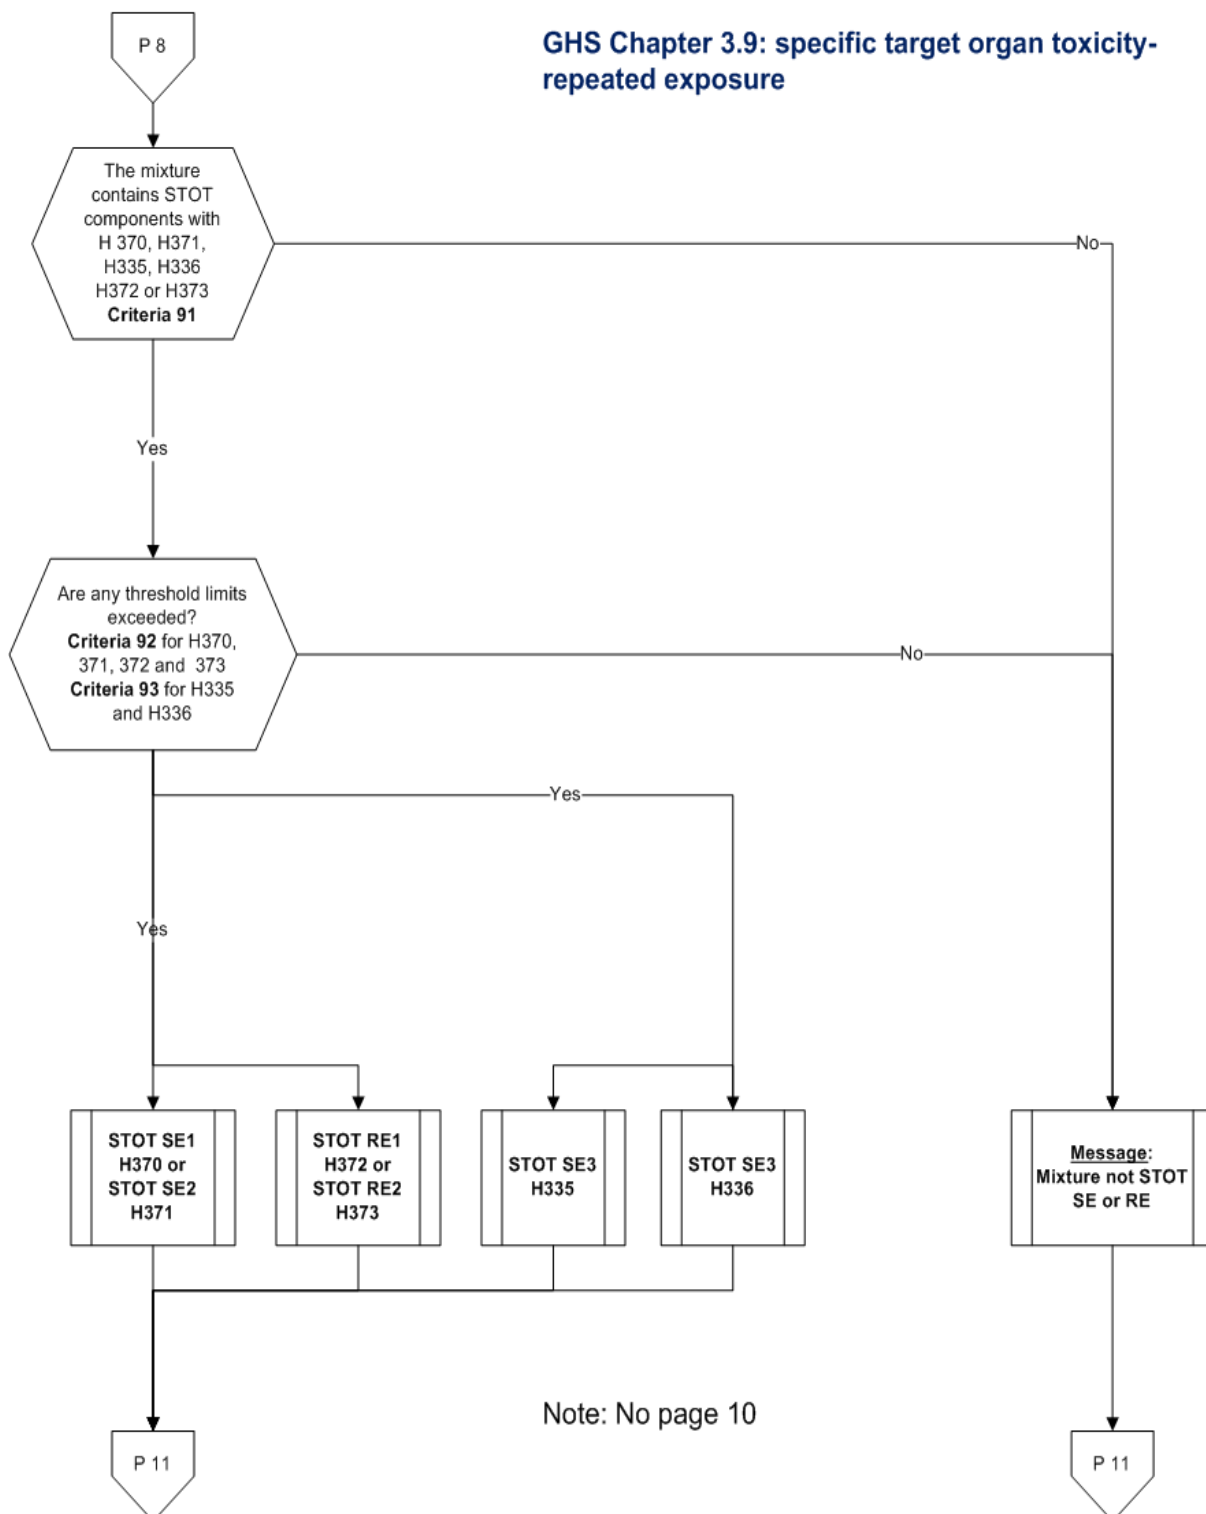 P 8
GHS Chapter 3.9: specific target organ toxicity-
repeated exposure
The mixture
contains STOT
components with
H 370, H371,
H335, H336
H372 or H373
Criteria 91
No
Yes
Are any threshold limits
exceeded?
Criteria 92 for H370,
371, 372 and 373
Criteria 93 for H335
and H336
No
Yes
Yes
STOT SE1
H370 or
STOT SE2
H371
STOT RE1
H372 or
STOT RE2
H373
STOT SE3
H335
STOT SE3
H336
Message:
Mixture not STOT
SE or RE
Note: No page 10
P 11
P 11